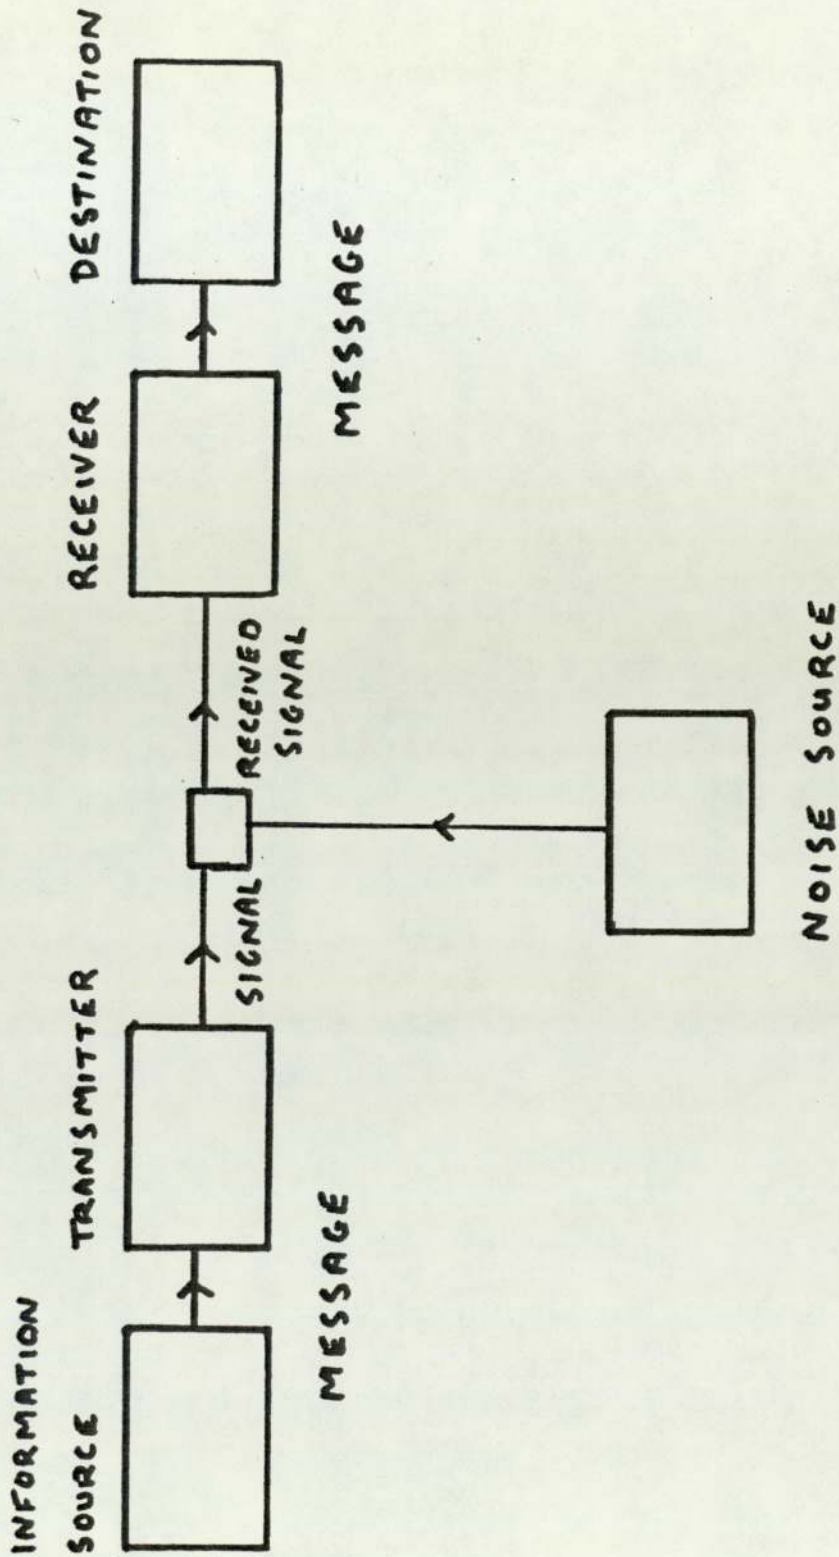 INFORMATION
SOURCE
TRANSMITTER
RECEIVER
DESTINATION
SIGNAL
RECEIVED
SIGNAL
MESSAGE
MESSAGE
NOISE SOURCE